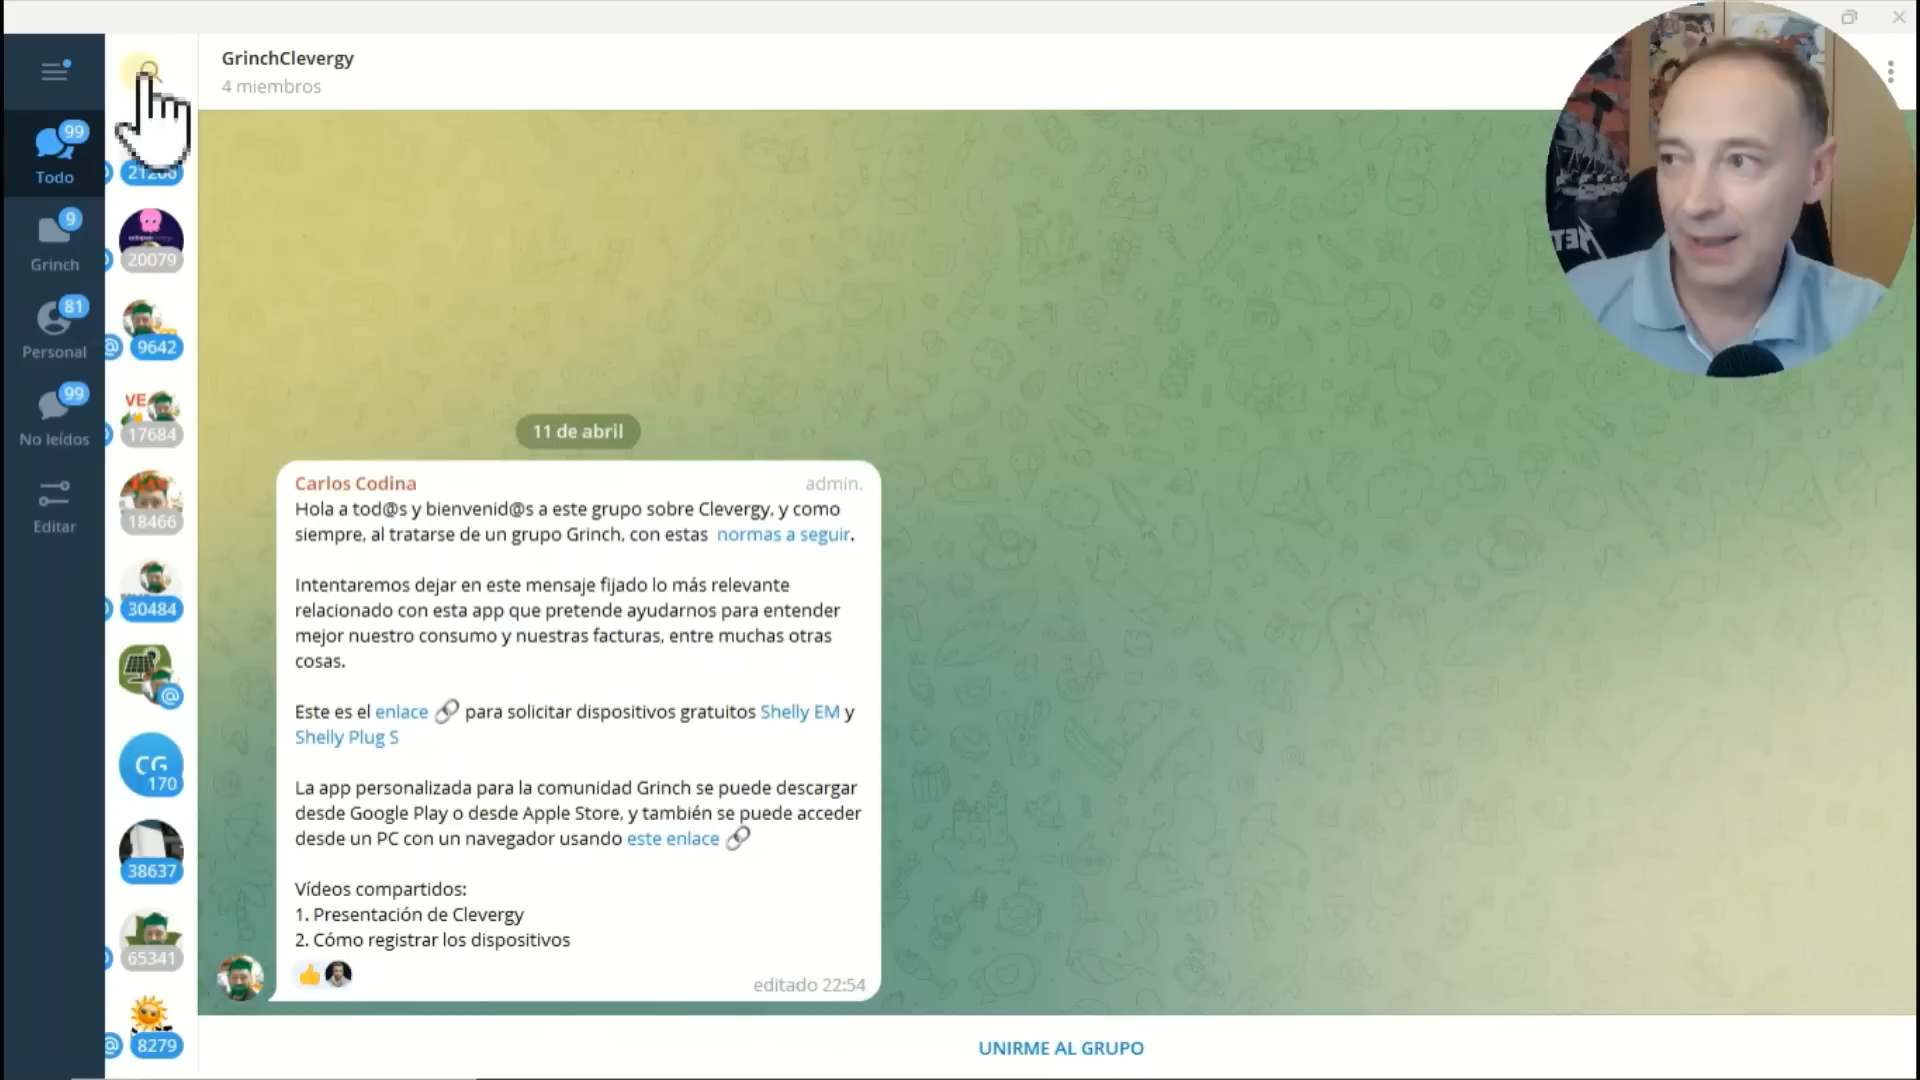 GrinchClevergy
4 miembros
99
Todo
9
Grinch
81
Personal
99
No leídos
Editar
20079
@ 9642
VE
17684
18466
30484
@
CG
170
38637
65341
@ 8279
11 de abril
Carlos Codina admin.
Hola a tod@s y bienvenid@s a este grupo sobre Clevergy, y como
siempre, al tratarse de un grupo Grinch, con estas normas a seguir.
Intentaremos dejar en este mensaje fijado lo más relevante
relacionado con esta app que pretende ayudarnos para entender
mejor nuestro consumo y nuestras facturas, entre muchas otras
cosas.
Este es el enlace 🔗 para solicitar dispositivos gratuitos Shelly EM y
Shelly Plug S
La app personalizada para la comunidad Grinch se puede descargar
desde Google Play o desde Apple Store, y también se puede acceder
desde un PC con un navegador usando este enlace 🔗
Vídeos compartidos:
1. Presentación de Clevergy
2. Cómo registrar los dispositivos
editado 22:54
UNIRME AL GRUPO